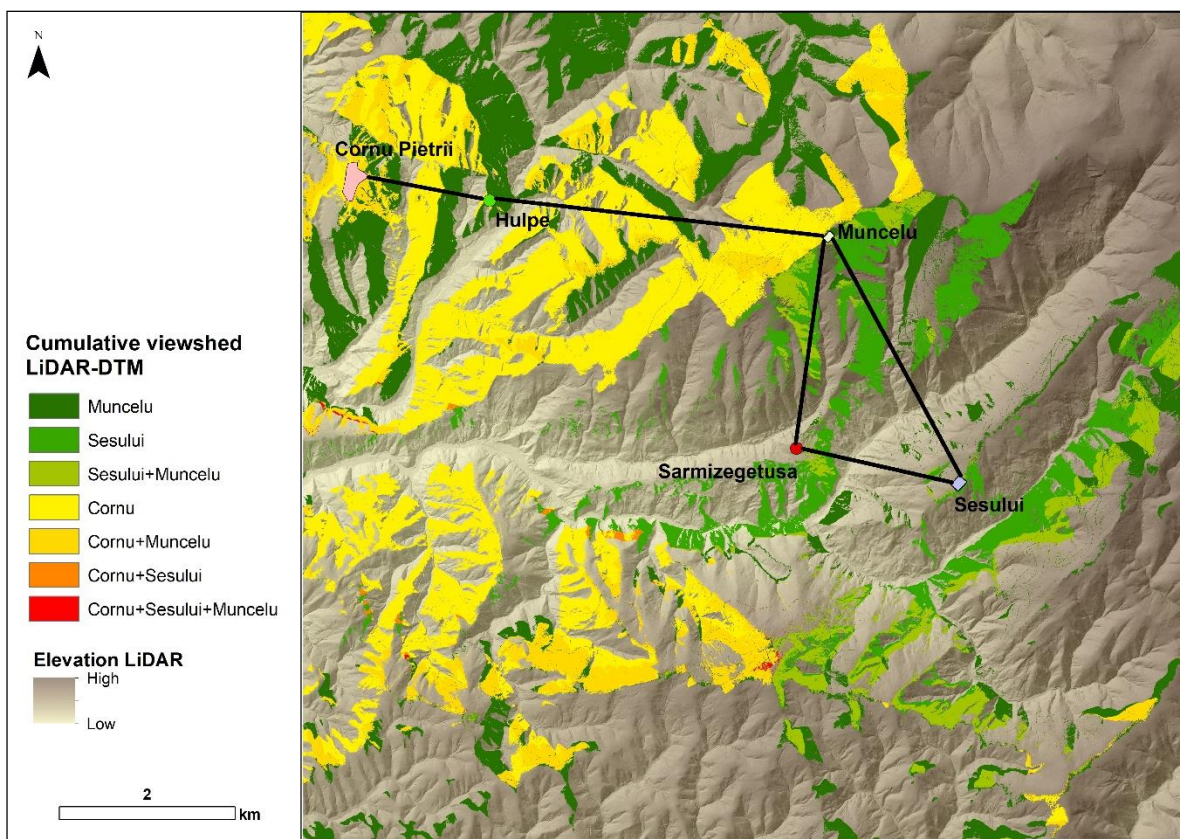 N
Cornu Pietrii
Hulpe
Muncelu
Sarmizegetusa
Sesului
Cumulative viewshed
LiDAR-DTM
Muncelu
Sesului
Sesului+Muncelu
Cornu
Cornu+Muncelu
Cornu+Sesului
Cornu+Sesului+Muncelu
Elevation LiDAR
High
Low
2
km